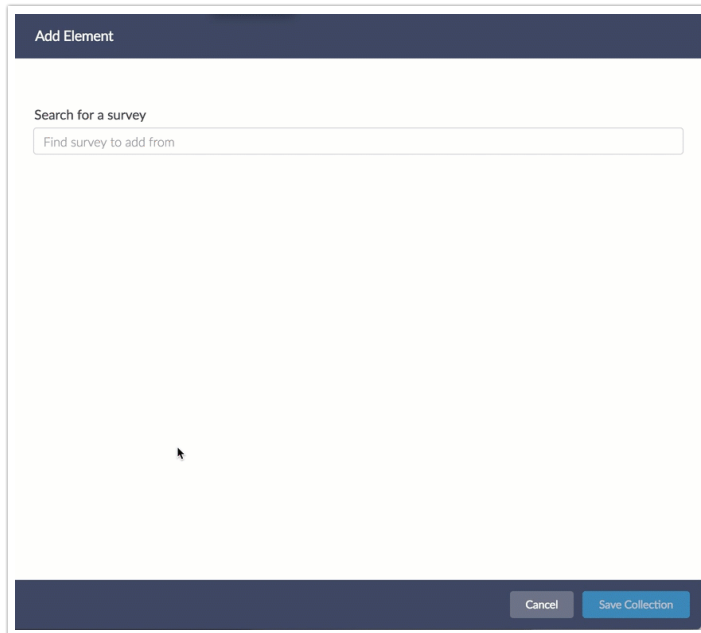 Add Element
Search for a survey
Find survey to add from
Cancel
Save Collection